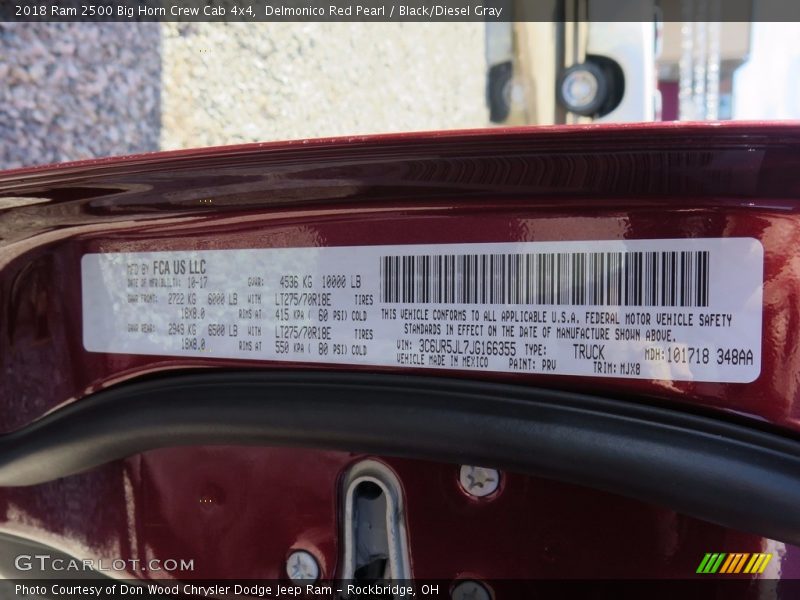 2018 Ram 2500 Big Horn Crew Cab 4x4,  Delmonico Red Pearl / Black/Diesel Gray
MFD BY FCA US LLC
DATE OF MFR 10-17 GVWR: 4536 KG 10000 LB
GAWR FRONT: 2722 KG 6000 LB WITH LT275/70R18E TIRES
18X8.0 RIMS AT 415 KPA ( 60 PSI) COLD
GAWR REAR: 2949 KG 6500 LB WITH LT275/70R18E TIRES
18X8.0 RIMS AT 550 KPA ( 80 PSI) COLD
THIS VEHICLE CONFORMS TO ALL APPLICABLE U.S.A. FEDERAL MOTOR VEHICLE SAFETY
STANDARDS IN EFFECT ON THE DATE OF MANUFACTURE SHOWN ABOVE.
VIN: 3C6UR5JL7JG166355 TYPE: TRUCK MDH:101718 348AA
VEHICLE MADE IN MEXICO PAINT: PRV TRIM: MJX8
GTCARLOT.COM
Photo Courtesy of Don Wood Chrysler Dodge Jeep Ram – Rockbridge, OH